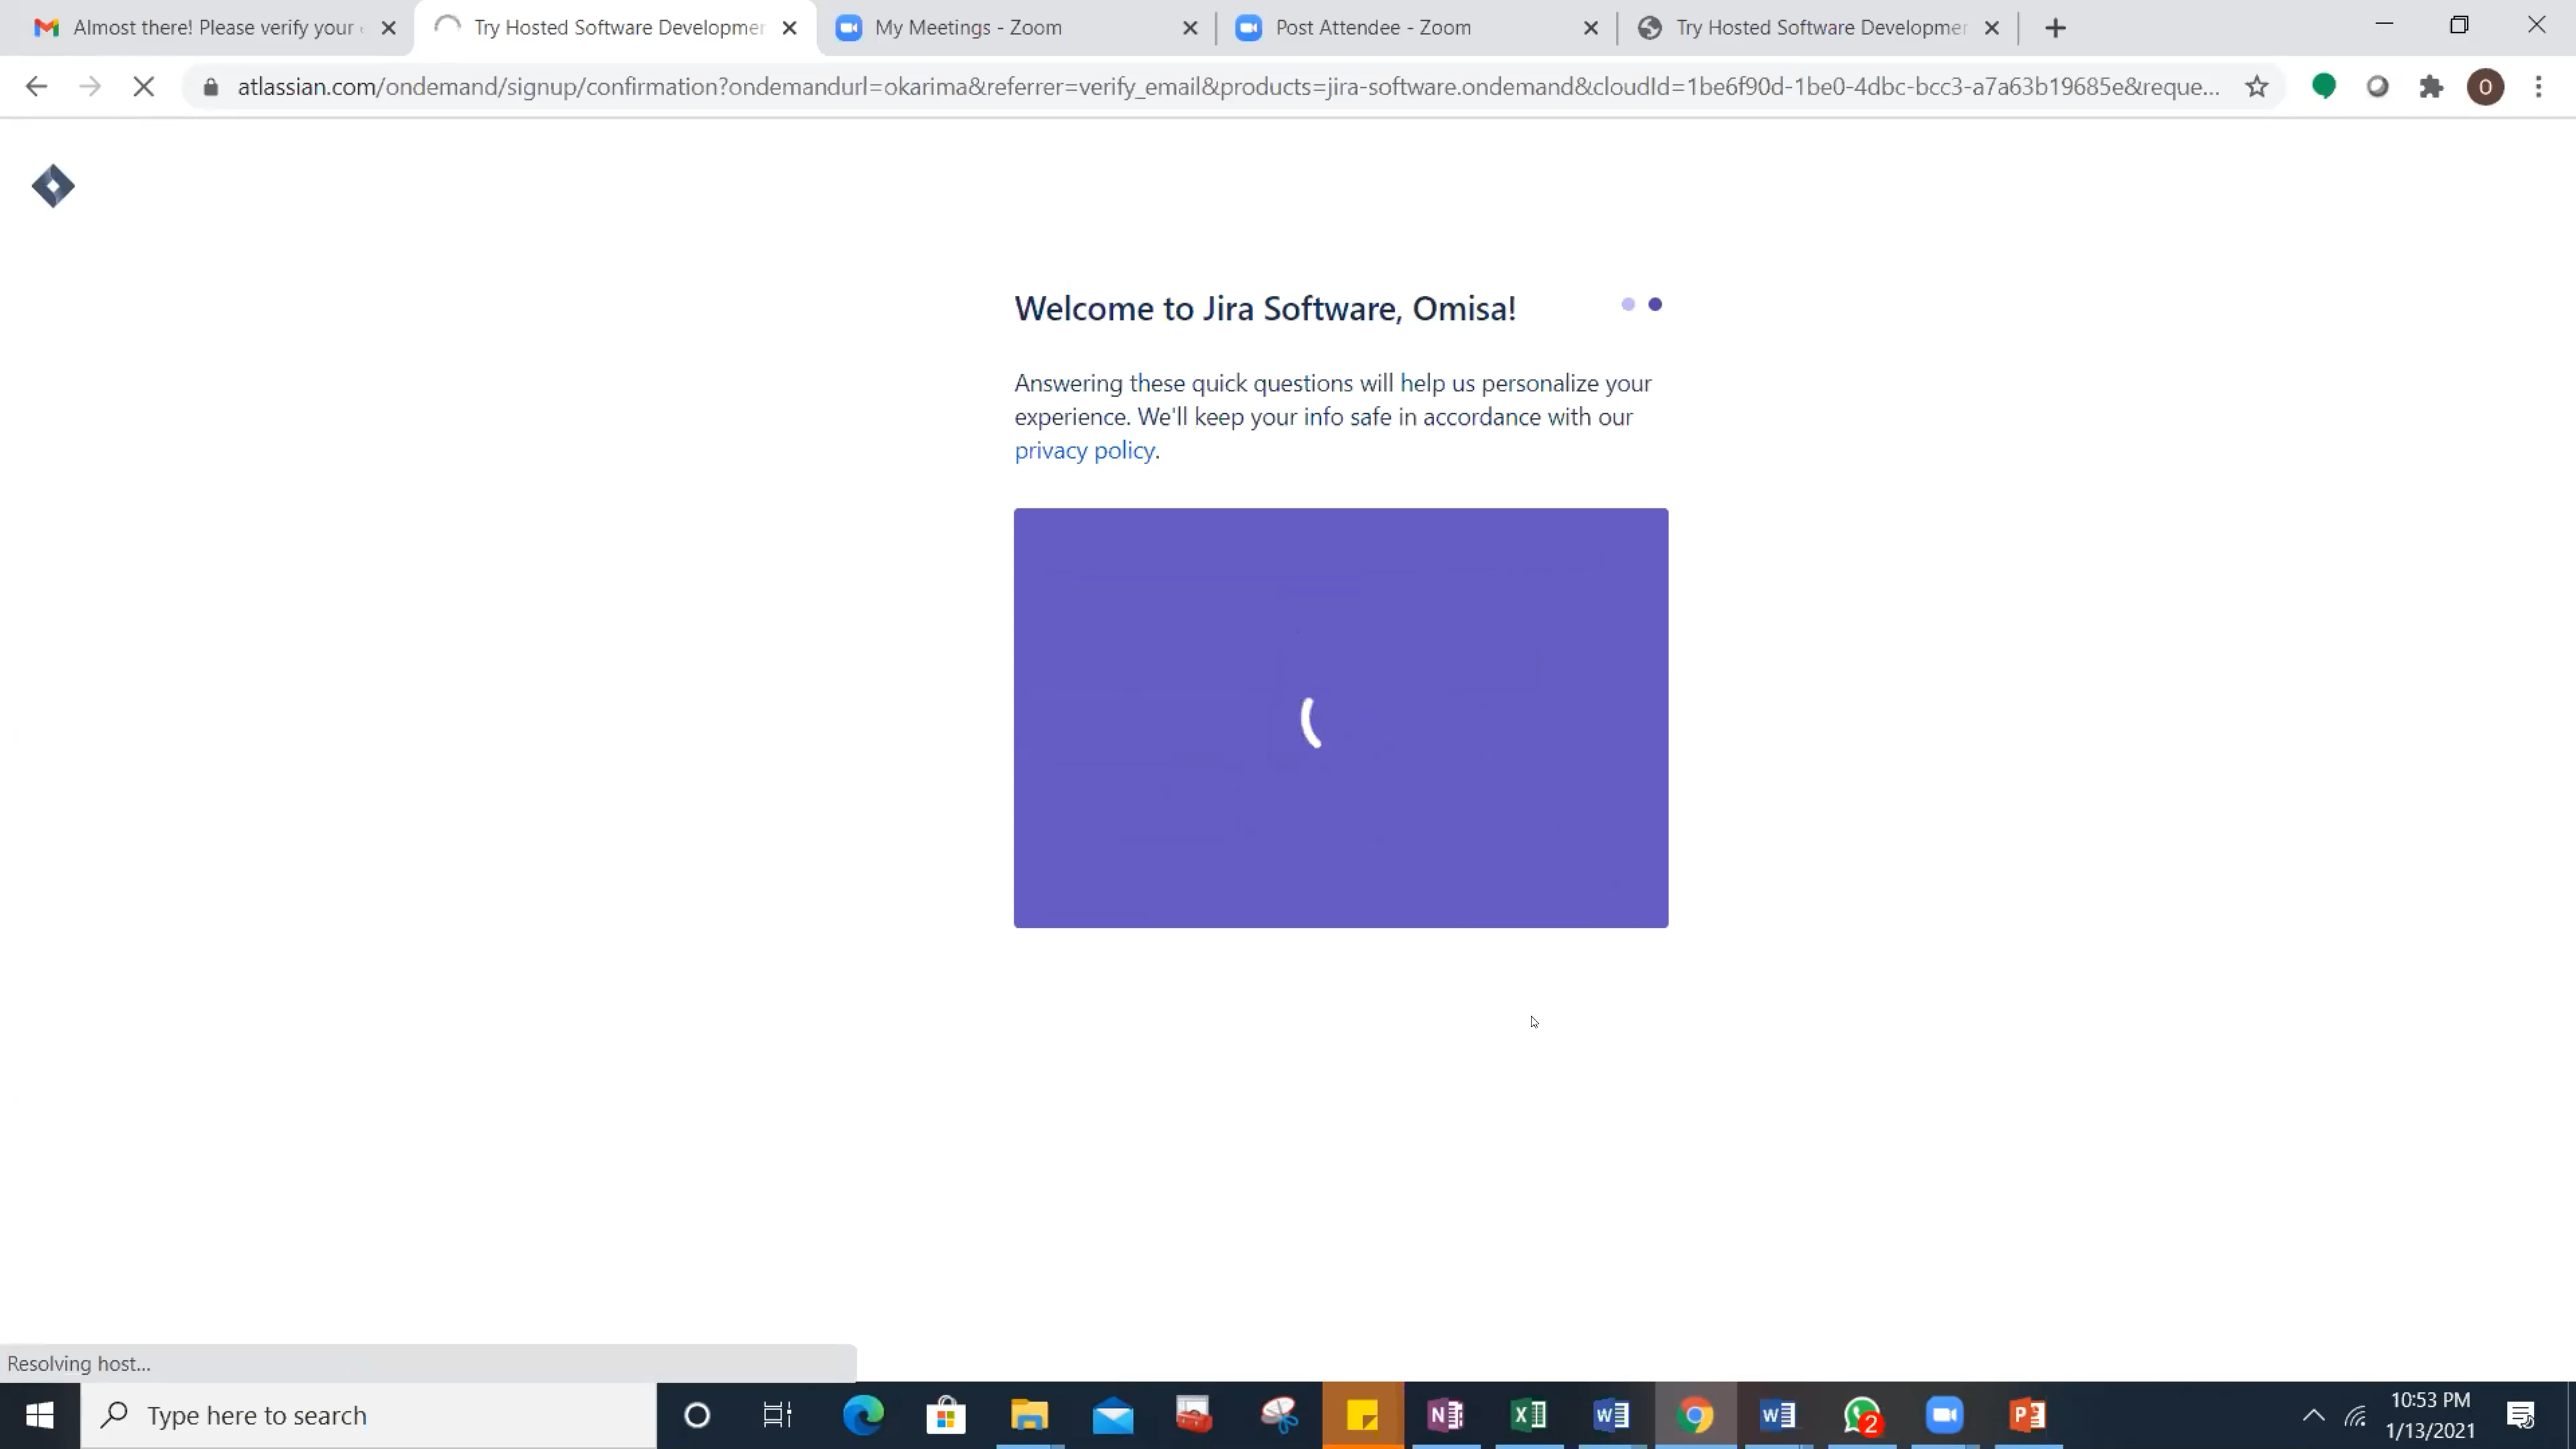 Almost there! Please verify your
Try Hosted Software Developmen
My Meetings - Zoom
Post Attendee - Zoom
Try Hosted Software Developmen
atlassian.com/ondemand/signup/confirmation?ondemandurl=okarima&referrer=verify_email&products=jira-software.ondemand&cloudId=1be6f90d-1be0-4dbc-bcc3-a7a63b19685e&reque...
O
Welcome to Jira Software, Omisa!
Answering these quick questions will help us personalize your
experience. We'll keep your info safe in accordance with our
privacy policy.
Resolving host...
Type here to search
2
10:53 PM
1/13/2021